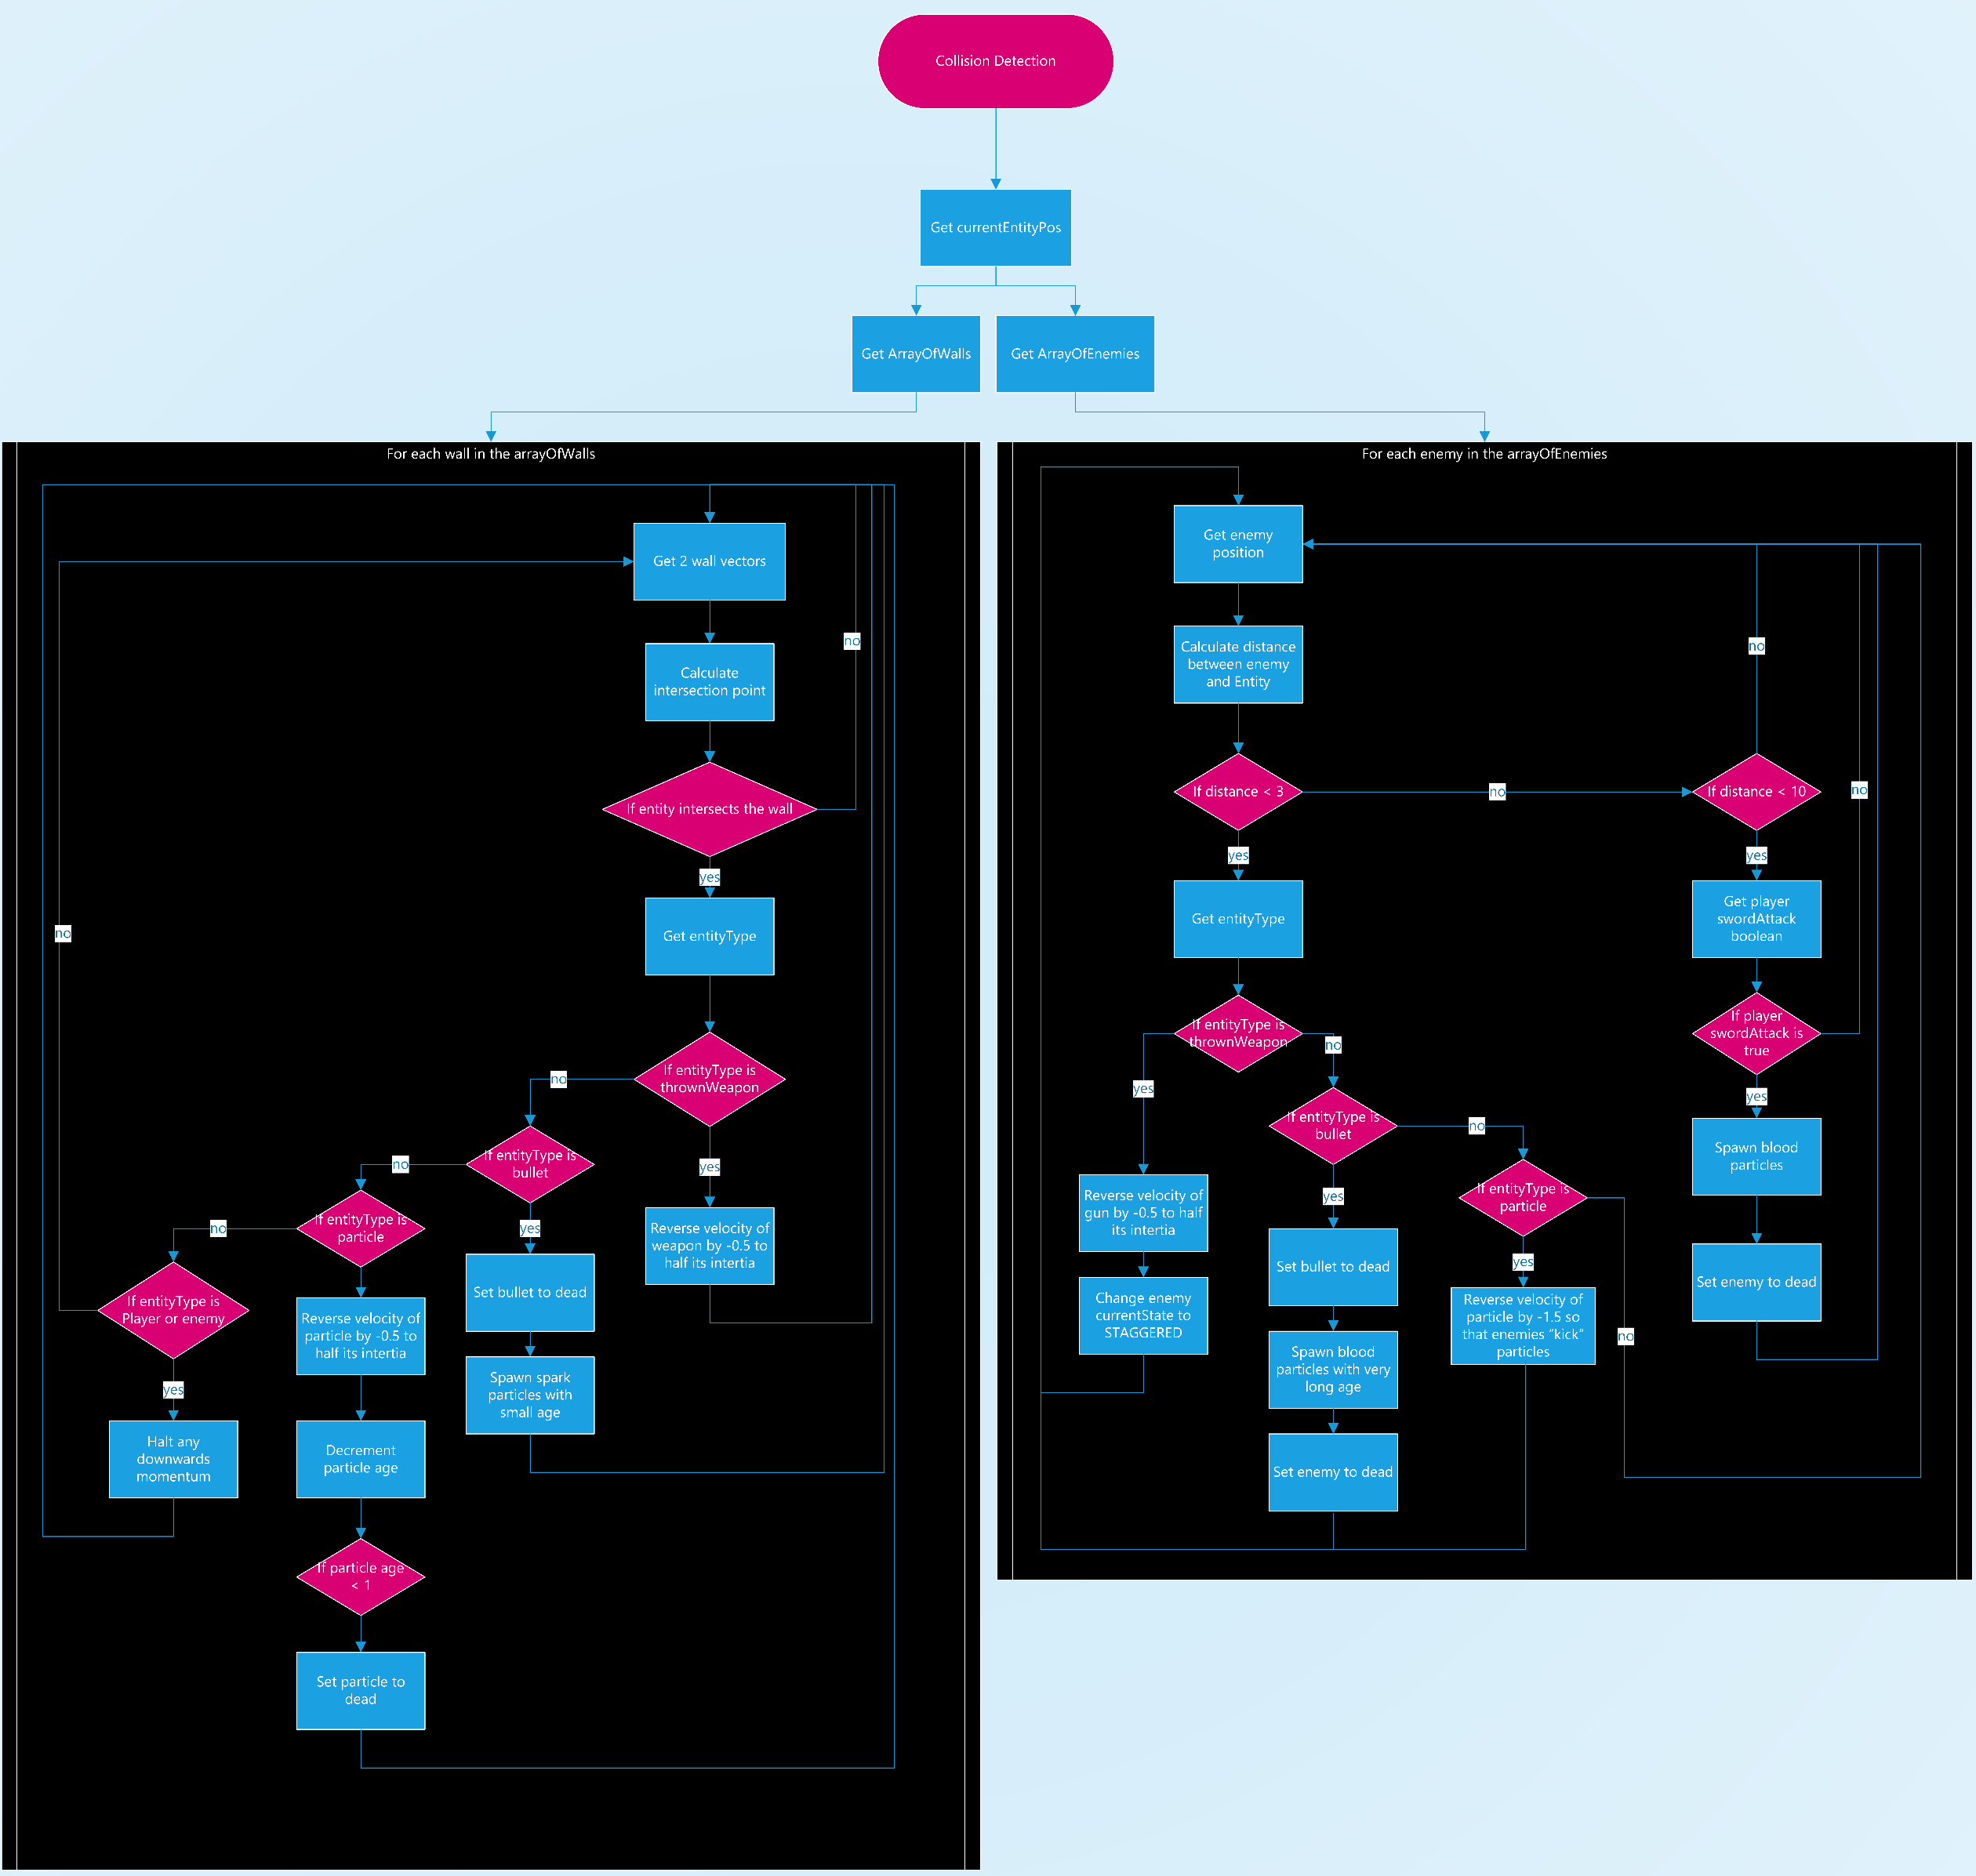 Collision Detection
Get currentEntityPos
Get ArrayOfWalls
Get ArrayOfEnemies
For each wall in the arrayOfWalls
Get 2 wall vectors
no
Calculate
intersection point
If entity intersects the wall
yes
no
Get entityType
If entityType is
thrownWeapon
no
yes
If entityType is
bullet
no
yes
Reverse velocity of
weapon by -0.5 to
half its intertia
If entityType is
particle
no
Set bullet to dead
If entityType is
Player or enemy
Reverse velocity of
particle by -0.5 to
half its intertia
yes
Spawn spark
particles with
small age
Halt any
downwards
momentum
Decrement
particle age
If particle age
< 1
Set particle to
dead
For each enemy in the arrayOfEnemies
Get enemy
position
Calculate distance
between enemy
and Entity
no
If distance < 3
no
If distance < 10
no
yes
yes
Get entityType
Get player
swordAttack
boolean
If entityType is
thrownWeapon
no
If player
swordAttack is
true
yes
yes
If entityType is
bullet
no
Spawn blood
particles
Reverse velocity of
gun by -0.5 to half
its intertia
yes
If entityType is
particle
yes
Set bullet to dead
Set enemy to dead
Change enemy
currentState to
STAGGERED
Reverse velocity of
particle by -1.5 so
that enemies “kick”
particles
no
Spawn blood
particles with very
long age
Set enemy to dead